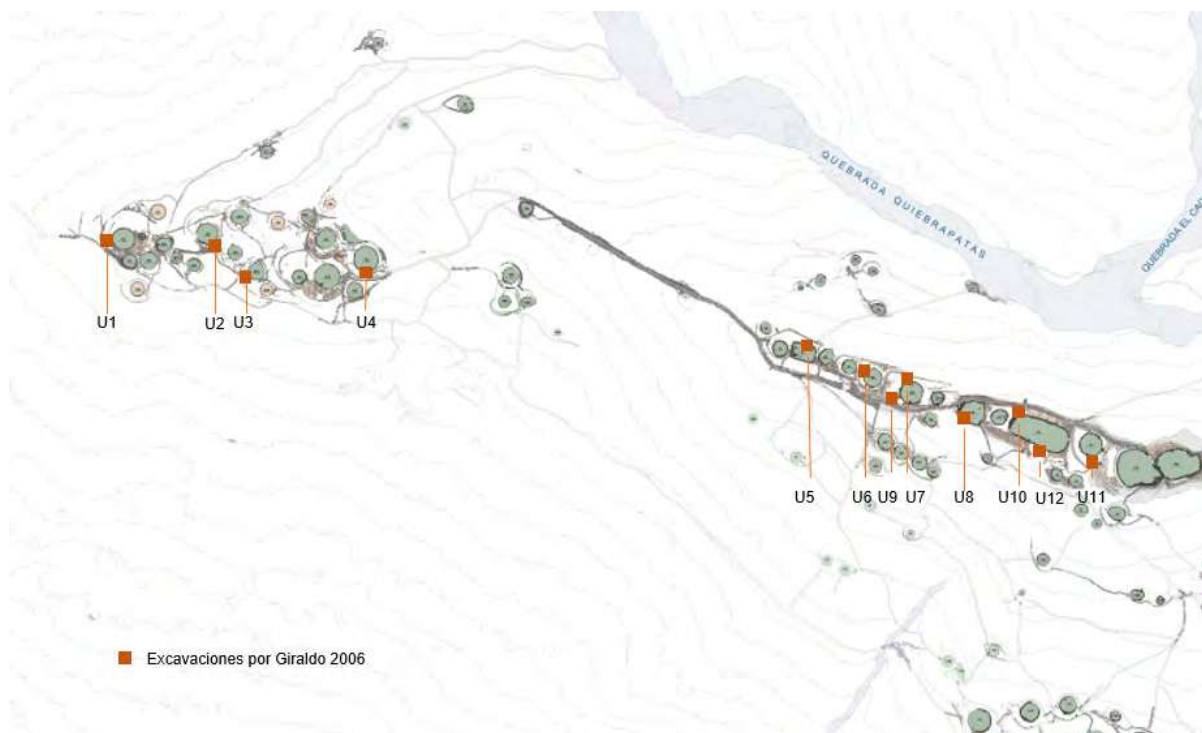 QUEBRADA QUIEBRAPATAS
QUEBRADA EL CA
U1
U2
U3
U4
U5
U6
U9
U7
U8
U10
U12
U11
Excavaciones por Giraldo 2006